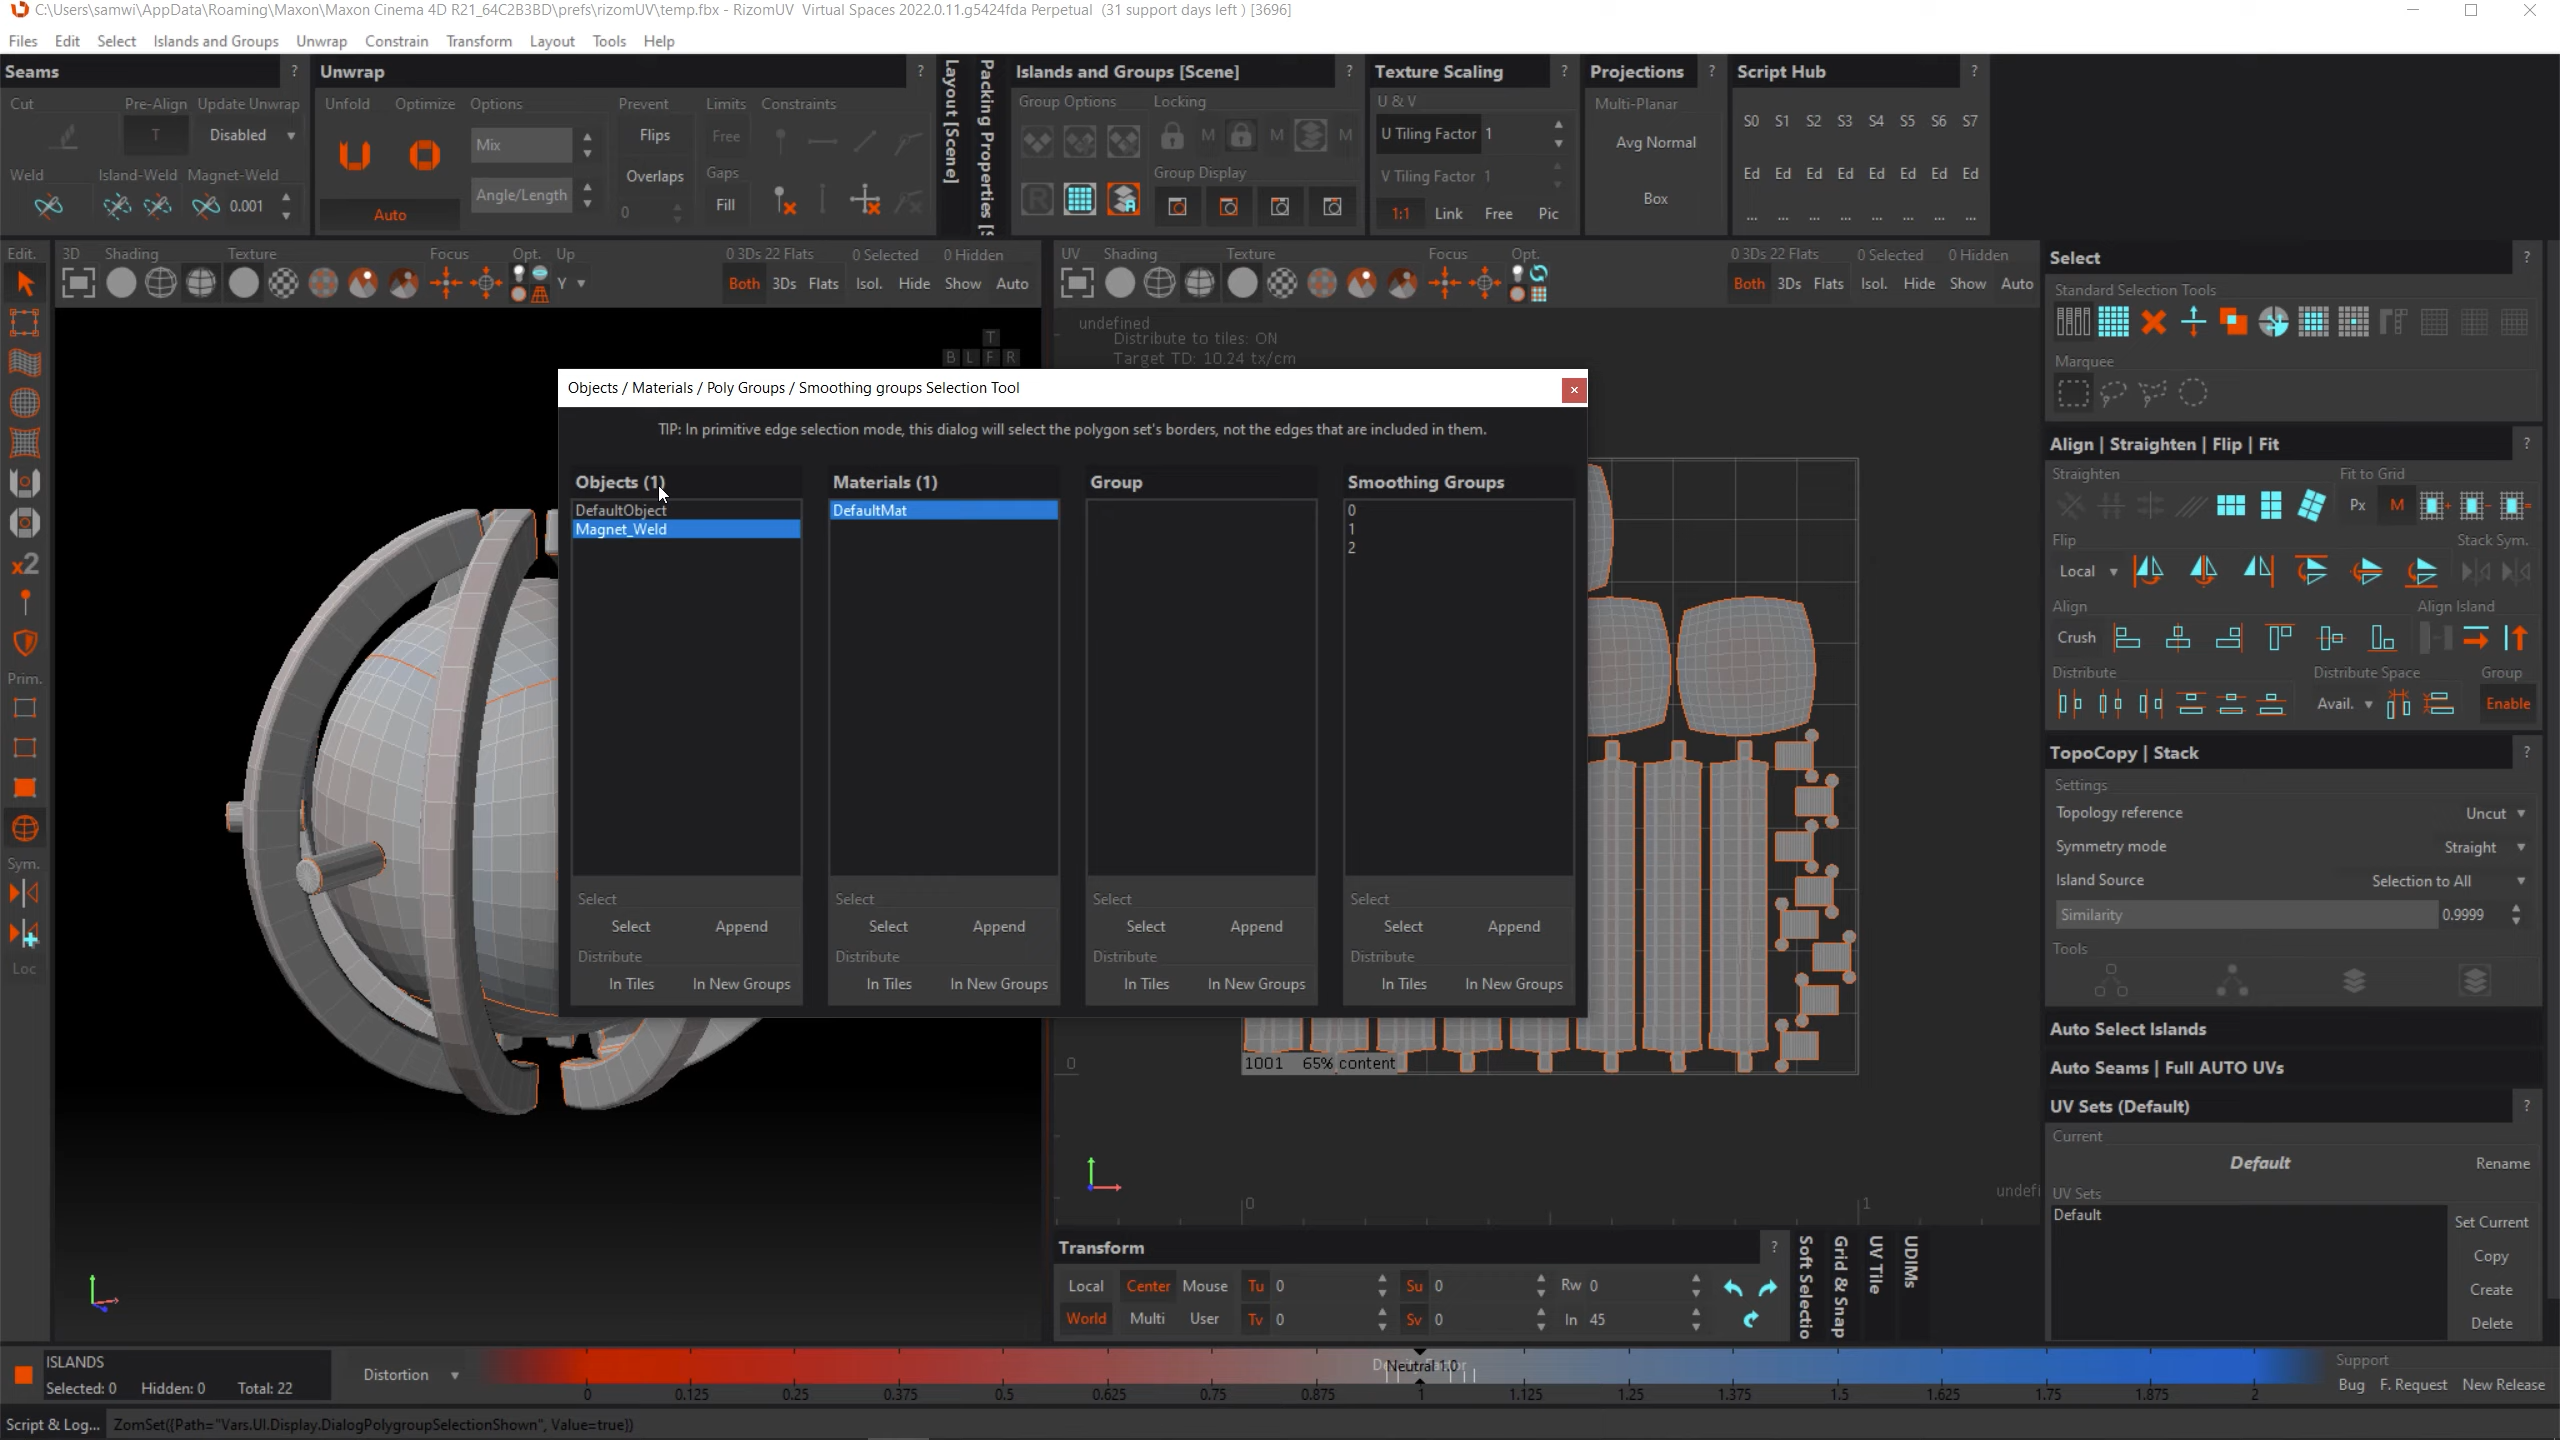 C:\Users\samwi\AppData\Roaming\Maxon\Maxon Cinema 4D R21_64C2B3BD\prefs\rizomUV\temp.fbx - RizomUV Virtual Spaces 2022.0.11.g5424fda Perpetual (31 support days left ) [3696]
Files Edit Select Islands and Groups Unwrap Constrain Transform Layout Tools Help
Seams ? Unwrap ? Layout [Scene] Packing Properties [S Islands and Groups [Scene] ? Texture Scaling ? Projections ? Script Hub ?
Cut Pre-Align Update Unwrap Unfold Optimize Options Prevent Limits Constraints Group Options Locking U & V Multi-Planar
T Disabled Mix Flips Free M M M U Tiling Factor 1 Avg Normal S0 S1 S2 S3 S4 S5 S6 S7
Weld Island-Weld Magnet-Weld Overlaps Gaps Group Display V Tiling Factor 1 Ed Ed Ed Ed Ed Ed Ed Ed
0.001 Auto Angle/Length 0 Fill R A 1:1 Link Free Pic Box ... ... ... ... ... ... ... ...
Edit. 3D Shading Texture Focus Opt. Up 0 3Ds 22 Flats 0 Selected 0 Hidden
Y Both 3Ds Flats Isol. Hide Show Auto
UV Shading Texture Focus Opt. 0 3Ds 22 Flats 0 Selected 0 Hidden
Both 3Ds Flats Isol. Hide Show Auto
T
B L F R
undefined
Distribute to tiles: ON
Target TD: 10.24 tx/cm
x2
Prim.
Sym.
Loc
Objects / Materials / Poly Groups / Smoothing groups Selection Tool
TIP: In primitive edge selection mode, this dialog will select the polygon set's borders, not the edges that are included in them.
Objects (1) Materials (1) Group Smoothing Groups
DefaultObject DefaultMat 0
Magnet_Weld 1
2
Select Select Select Select
Select Append Select Append Select Append Select Append
Distribute Distribute Distribute Distribute
In Tiles In New Groups In Tiles In New Groups In Tiles In New Groups In Tiles In New Groups
0 1001 65% content
0 1 undefi
Select ?
Standard Selection Tools
Marquee
Align | Straighten | Flip | Fit ?
Straighten Fit to Grid
Px M
Flip Stack Sym.
Local
Align Align Island
Crush
Distribute Distribute Space Group
Avail. Enable
TopoCopy | Stack ?
Settings
Topology reference Uncut
Symmetry mode Straight
Island Source Selection to All
Similarity 0.9999
Tools
Auto Select Islands
Auto Seams | Full AUTO UVs
UV Sets (Default) ?
Current
Default Rename
UV Sets
Default Set Current
Copy
Create
Delete
Transform ? Soft Selectio Grid & Snap UV Tile UDIMs
Local Center Mouse Tu 0 Su 0 Rw 0
World Multi User Tv 0 Sv 0 In 45
ISLANDS
Selected: 0 Hidden: 0 Total: 22
Distortion
Neutral 1.0
0 0.125 0.25 0.375 0.5 0.625 0.75 0.875 1 1.125 1.25 1.375 1.5 1.625 1.75 1.875 2
Support
Bug F. Request New Release
Script & Log... ZomSet({Path="Vars.UI.Display.DialogPolygroupSelectionShown", Value=true})